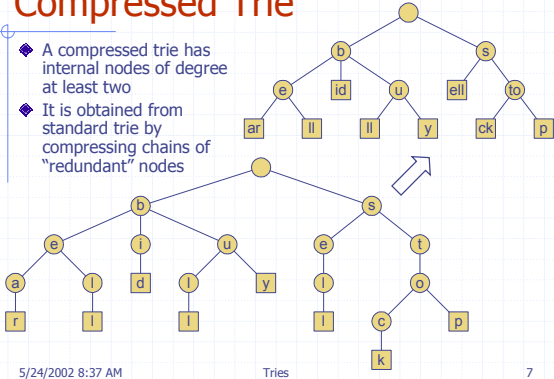 Compressed Trie
A compressed trie has
internal nodes of degree
at least two
It is obtained from
standard trie by
compressing chains of
“redundant” nodes
b s
e id u ell to
ar ll ll y ck p
b s
e i u e t
a l d l y l o
r l l c p
k
5/24/2002 8:37 AM Tries 7